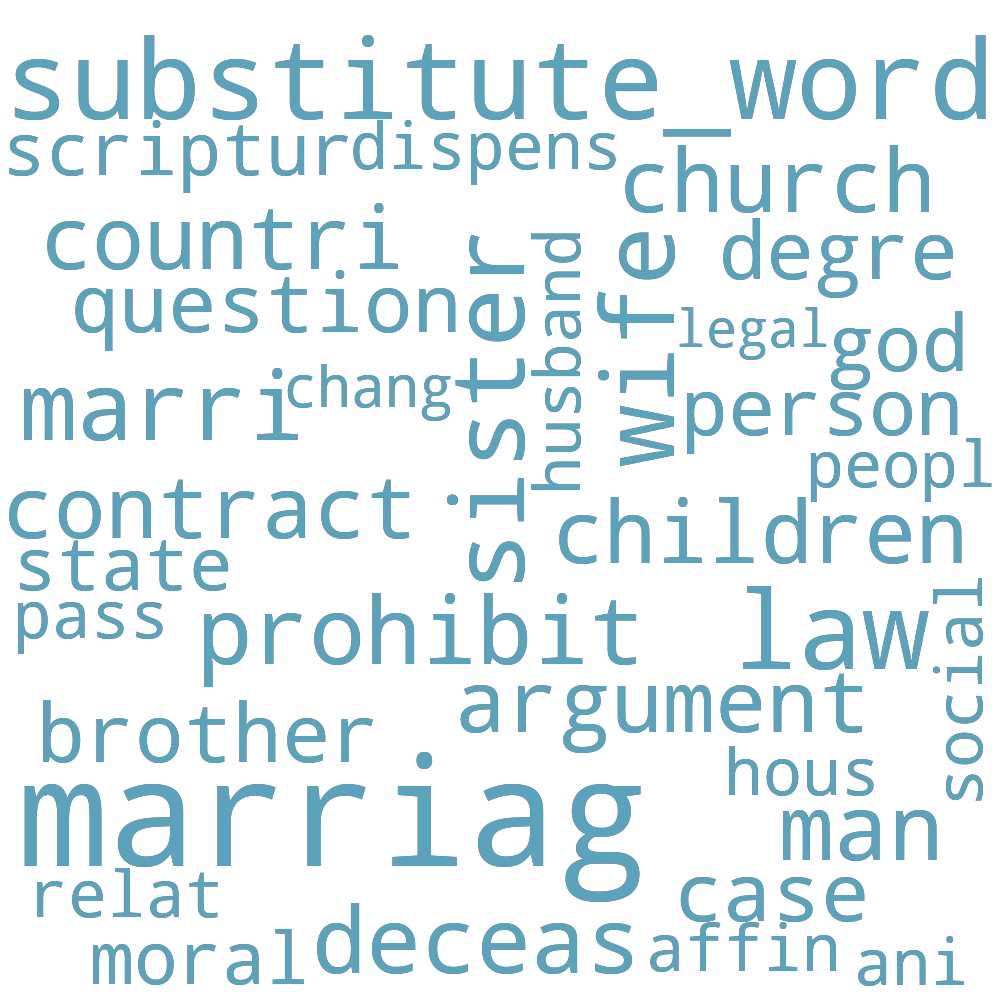 substitute_word
scriptur dispens
church
countri
degre
question
sister
husband
wife
legal
god
marri
chang
person
peopl
contract
children
state
pass
prohibit
law
social
argument
brother
hous
marriag
man
relat
case
deceas
moral
affin
ani